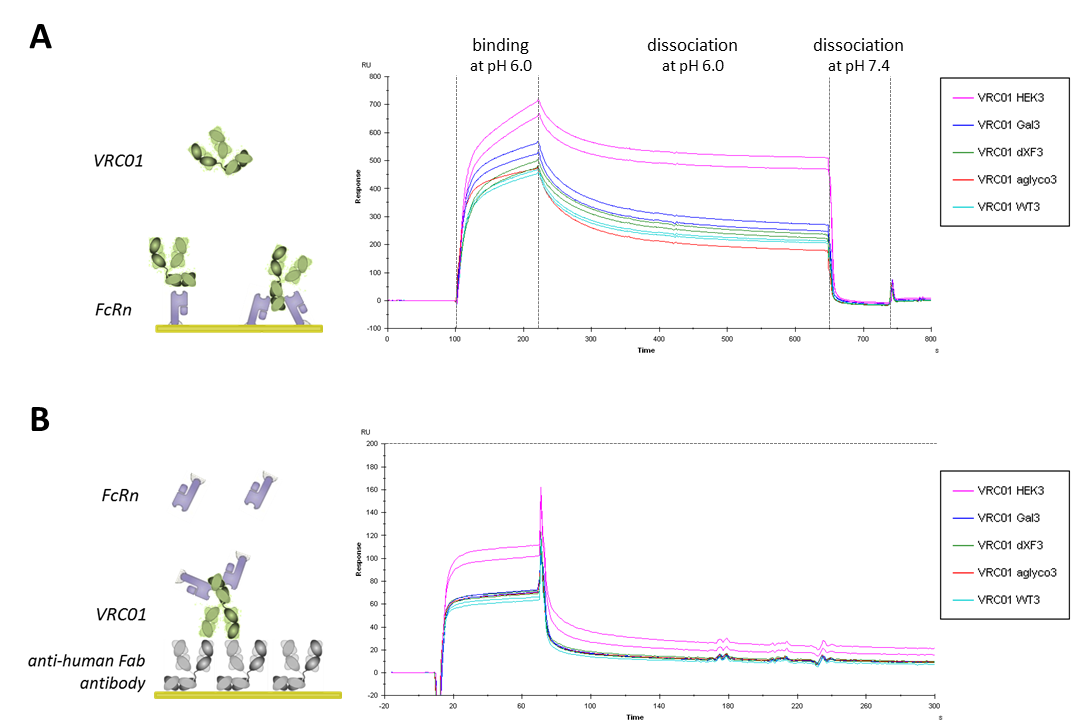 A
binding
at pH 6.0
dissociation
at pH 6.0
dissociation
at pH 7.4
RU
800
700
600
500
400
300
200
100
0
-100
Response
0
100
200
300
400
500
600
700
800
Time
s
VRC01
FcRn
VRC01 HEK3
VRC01 Gal3
VRC01 dXF3
VRC01 aglyco3
VRC01 WT3
B
RU
200
180
160
140
120
100
80
60
40
20
0
-20
Response
-20
20
60
100
140
180
220
260
300
Time
s
FcRn
VRC01
anti-human Fab
antibody
VRC01 HEK3
VRC01 Gal3
VRC01 dXF3
VRC01 aglyco3
VRC01 WT3